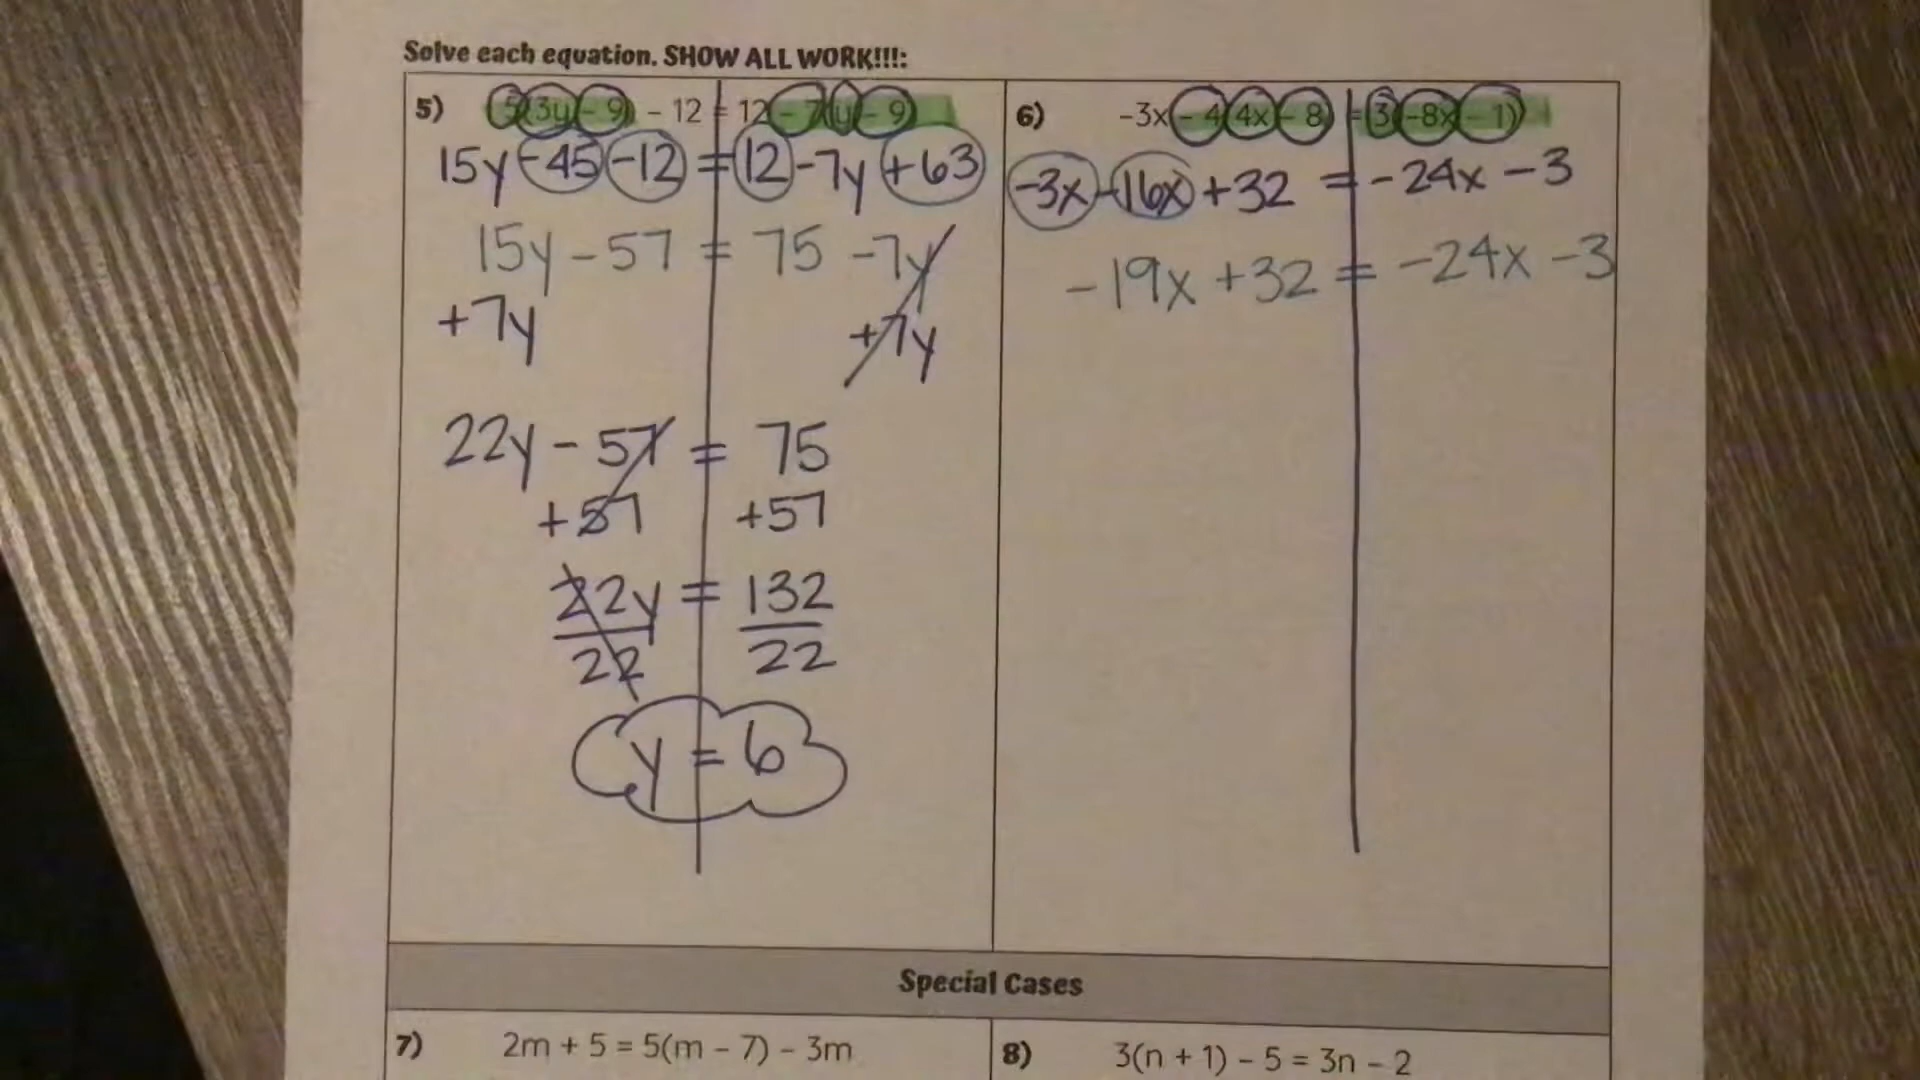 Solve each equation. SHOW ALL WORK!!!:
5) 5(3y - 9) - 12 = 12 - 7(y - 9)
15y - 45 - 12 = 12 - 7y + 63
15y - 57 = 75 - 7y
+7y +7y
22y - 57 = 75
+57 +57
22y = 132
22 22
y = 6
6) -3x - 4(4x - 8) = 3(-8x - 1)
-3x - 16x + 32 = -24x - 3
-19x + 32 = -24x - 3
Special Cases
7) 2m + 5 = 5(m - 7) - 3m
8) 3(n + 1) - 5 = 3n - 2